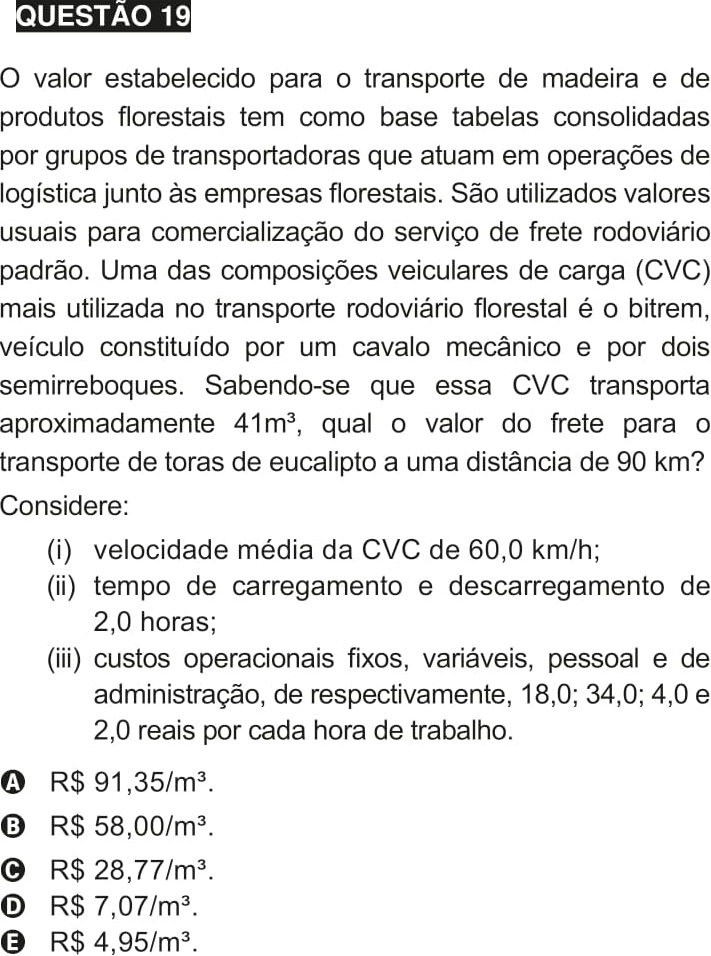 QUESTÃO 19
O valor estabelecido para o transporte de madeira e de
produtos florestais tem como base tabelas consolidadas
por grupos de transportadoras que atuam em operações de
logística junto às empresas florestais. São utilizados valores
usuais para comercialização do serviço de frete rodoviário
padrão. Uma das composições veiculares de carga (CVC)
mais utilizada no transporte rodoviário florestal é o bitrem,
veículo constituído por um cavalo mecânico e por dois
semirreboques. Sabendo-se que essa CVC transporta
aproximadamente 41m³, qual o valor do frete para o
transporte de toras de eucalipto a uma distância de 90 km?
Considere:
(i) velocidade média da CVC de 60,0 km/h;
(ii) tempo de carregamento e descarregamento de
2,0 horas;
(iii) custos operacionais fixos, variáveis, pessoal e de
administração, de respectivamente, 18,0; 34,0; 4,0 e
2,0 reais por cada hora de trabalho.
A R$ 91,35/m³.
B R$ 58,00/m³.
C R$ 28,77/m³.
D R$ 7,07/m³.
E R$ 4,95/m³.